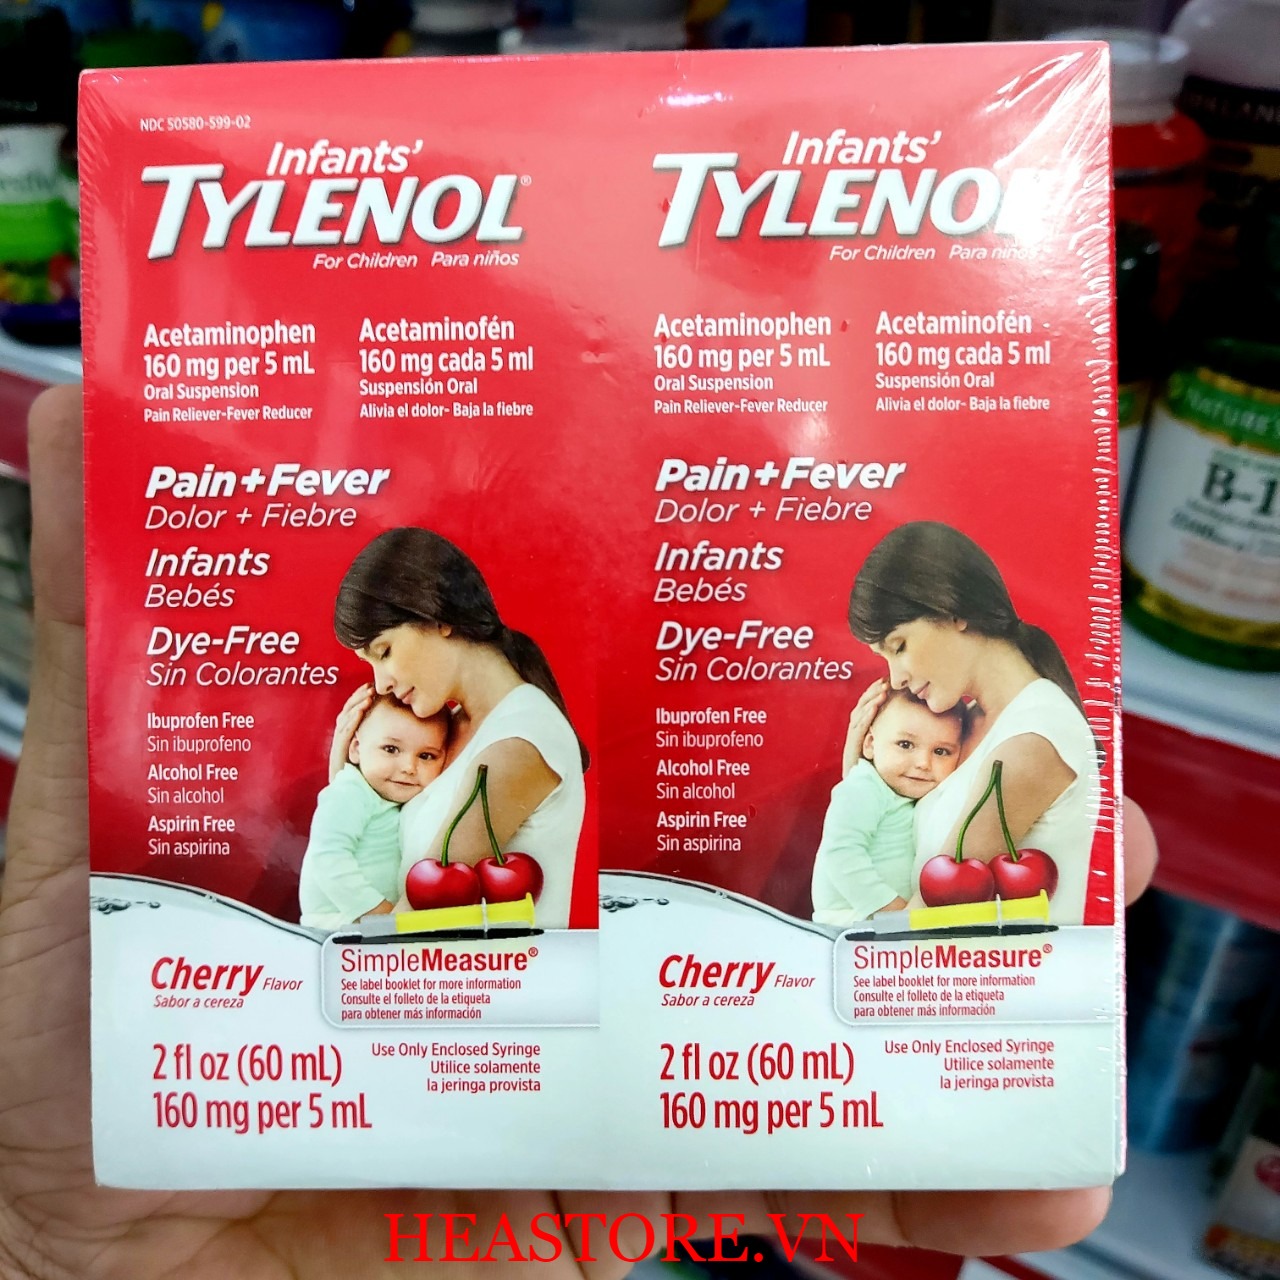 NDC 50580-599-02
Infants'
TYLENOL®
For Children Para niños
Acetaminophen
160 mg per 5 mL
Oral Suspension
Pain Reliever-Fever Reducer
Acetaminofén
160 mg cada 5 ml
Suspensión Oral
Alivia el dolor- Baja la fiebre
Pain+Fever
Dolor + Fiebre
Infants
Bebés
Dye-Free
Sin Colorantes
Ibuprofen Free
Sin ibuprofeno
Alcohol Free
Sin alcohol
Aspirin Free
Sin aspirina
Cherry Flavor
Sabor a cereza
SimpleMeasure®
See label booklet for more information
Consulte el folleto de la etiqueta
para obtener más información
2 fl oz (60 mL)
160 mg per 5 mL
Use Only Enclosed Syringe
Utilice solamente
la jeringa provista
Infants'
TYLENOL
For Children Para niños
Acetaminophen
160 mg per 5 mL
Oral Suspension
Pain Reliever-Fever Reducer
Acetaminofén
160 mg cada 5 ml
Suspensión Oral
Alivia el dolor- Baja la fiebre
Pain+Fever
Dolor + Fiebre
Infants
Bebés
Dye-Free
Sin Colorantes
Ibuprofen Free
Sin ibuprofeno
Alcohol Free
Sin alcohol
Aspirin Free
Sin aspirina
Cherry Flavor
Sabor a cereza
SimpleMeasure®
See label booklet for more information
Consulte el folleto de la etiqueta
para obtener más información
2 fl oz (60 mL)
160 mg per 5 mL
Use Only Enclosed Syringe
Utilice solamente
la jeringa provista
NATURE'S
HEASTORE.VN